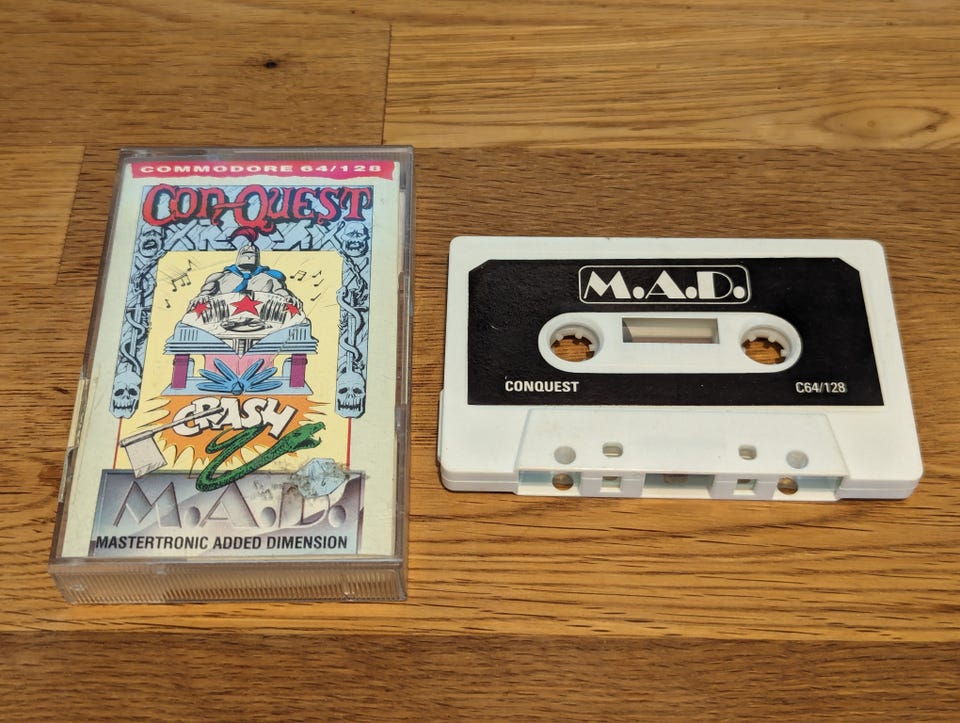 COMMODORE 64/128
CON-QUEST
CRASH
M.A.D.
MASTERTRONIC ADDED DIMENSION
M.A.D.
CONQUEST
C64/128